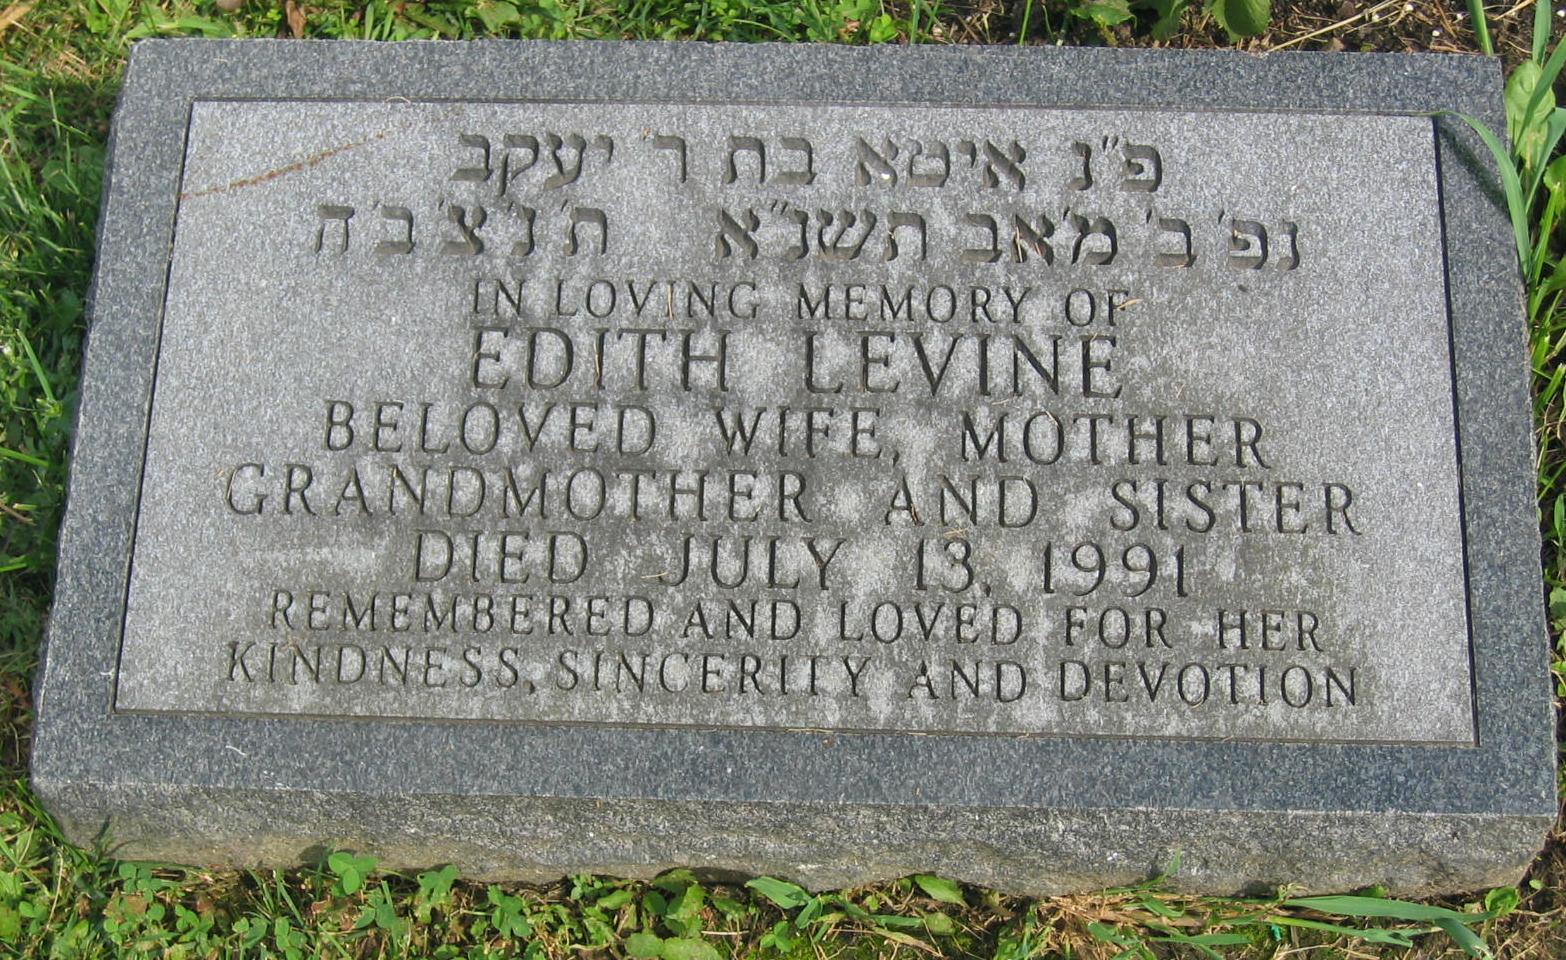 פ"נ איטא בת ר יעקב
נפ' ב' מאב תשנ"א ת'נ'צ'ב'ה
IN LOVING MEMORY OF
EDITH LEVINE
BELOVED WIFE, MOTHER
GRANDMOTHER AND SISTER
DIED JULY 13, 1991
REMEMBERED AND LOVED FOR HER
KINDNESS, SINCERITY AND DEVOTION